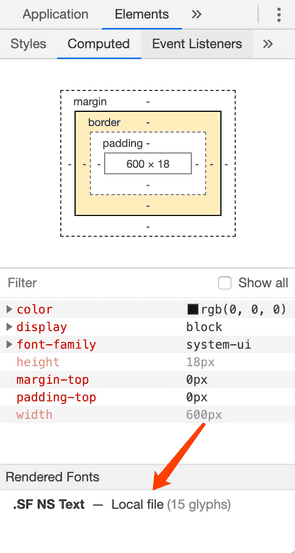 Application Elements »
Styles Computed Event Listeners »
margin -
border -
padding -
- - - 600 × 18 - - -
-
-
-
Filter Show all
color rgb(0, 0, 0)
display block
font-family system-ui
height 18px
margin-top 0px
padding-top 0px
width 600px
Rendered Fonts
.SF NS Text — Local file (15 glyphs)